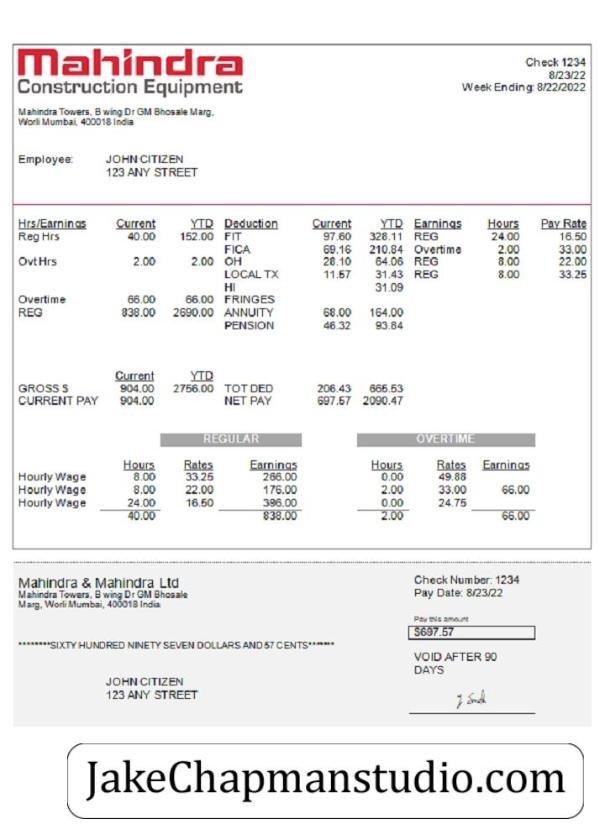 Mahindra
Construction Equipment
Check 1234
8/23/22
Week Ending: 8/22/2022
Mahindra Towers, B wing Dr GM Bhosale Marg,
Worli Mumbai, 400018 India
Employee: JOHN CITIZEN
123 ANY STREET
Hrs/Earnings Current YTD Deduction Current YTD Earnings Hours Pay Rate
Reg Hrs 40.00 152.00 FIT 97.60 328.11 REG 24.00 16.50
FICA 69.16 210.84 Overtime 2.00 33.00
Ovt Hrs 2.00 2.00 OH 28.10 64.06 REG 8.00 22.00
LOCAL TX 11.57 31.43 REG 8.00 33.25
HI 31.09
Overtime 66.00 66.00 FRINGES
REG 838.00 2690.00 ANNUITY 68.00 164.00
PENSION 46.32 93.84
Current YTD
GROSS $ 904.00 2756.00 TOT DED 206.43 665.53
CURRENT PAY 904.00 NET PAY 697.57 2090.47
REGULAR OVERTIME
Hours Rates Earnings Hours Rates Earnings
Hourly Wage 8.00 33.25 266.00 0.00 49.88
Hourly Wage 8.00 22.00 176.00 2.00 33.00 66.00
Hourly Wage 24.00 16.50 396.00 0.00 24.75
40.00 838.00 2.00 66.00
Mahindra & Mahindra Ltd
Mahindra Towers, B wing Dr GM Bhosale
Marg, Worli Mumbai, 400018 India
Check Number: 1234
Pay Date: 8/23/22
Pay this amount
$697.57
********SIXTY HUNDRED NINETY SEVEN DOLLARS AND 57 CENTS*******
VOID AFTER 90
DAYS
JOHN CITIZEN
123 ANY STREET
J Smith
JakeChapmanstudio.com